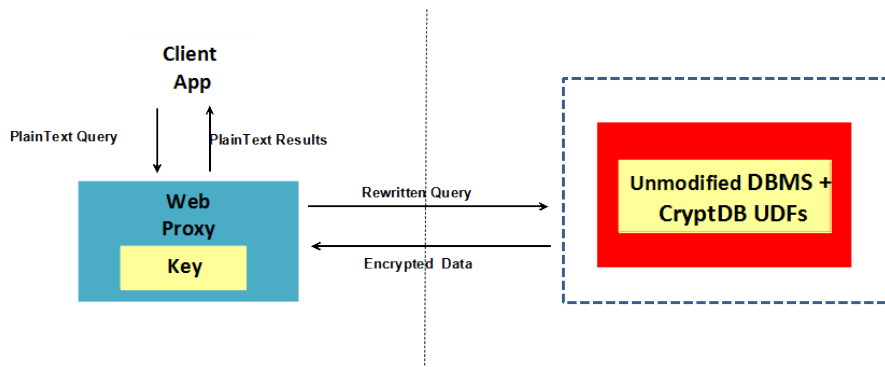 Client
App
PlainText Query
PlainText Results
Web
Proxy
Key
Rewritten Query
Encrypted Data
Unmodified DBMS +
CryptDB UDFs